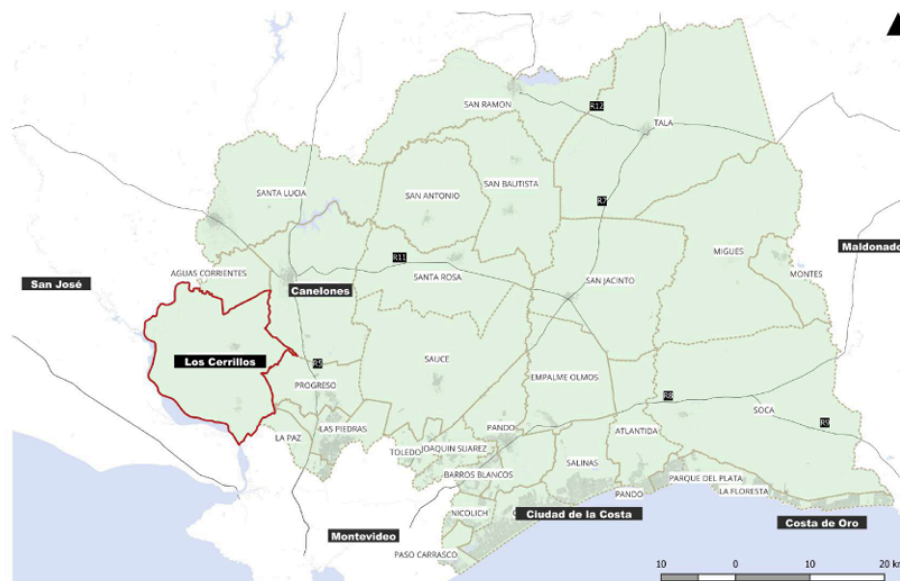 SAN RAMON
R12
TALA
SANTA LUCIA
SAN ANTONIO
SAN BAUTISTA
R7
MIGUES
Maldonado
AGUAS CORRIENTES
R11
SANTA ROSA
SAN JACINTO
MONTES
San José
Canelones
Los Cerrillos
SAUCE
R5
PROGRESO
EMPALME OLMOS
R8
SOCA
R9
LA PAZ
LAS PIEDRAS
PANDO
ATLANTIDA
TOLEDO
JOAQUIN SUAREZ
BARROS BLANCOS
SALINAS
PARQUE DEL PLATA
LA FLORESTA
PANDO
NICOLICH
Ciudad de la Costa
Costa de Oro
Montevideo
PASO CARRASCO
10 0 10 20 km